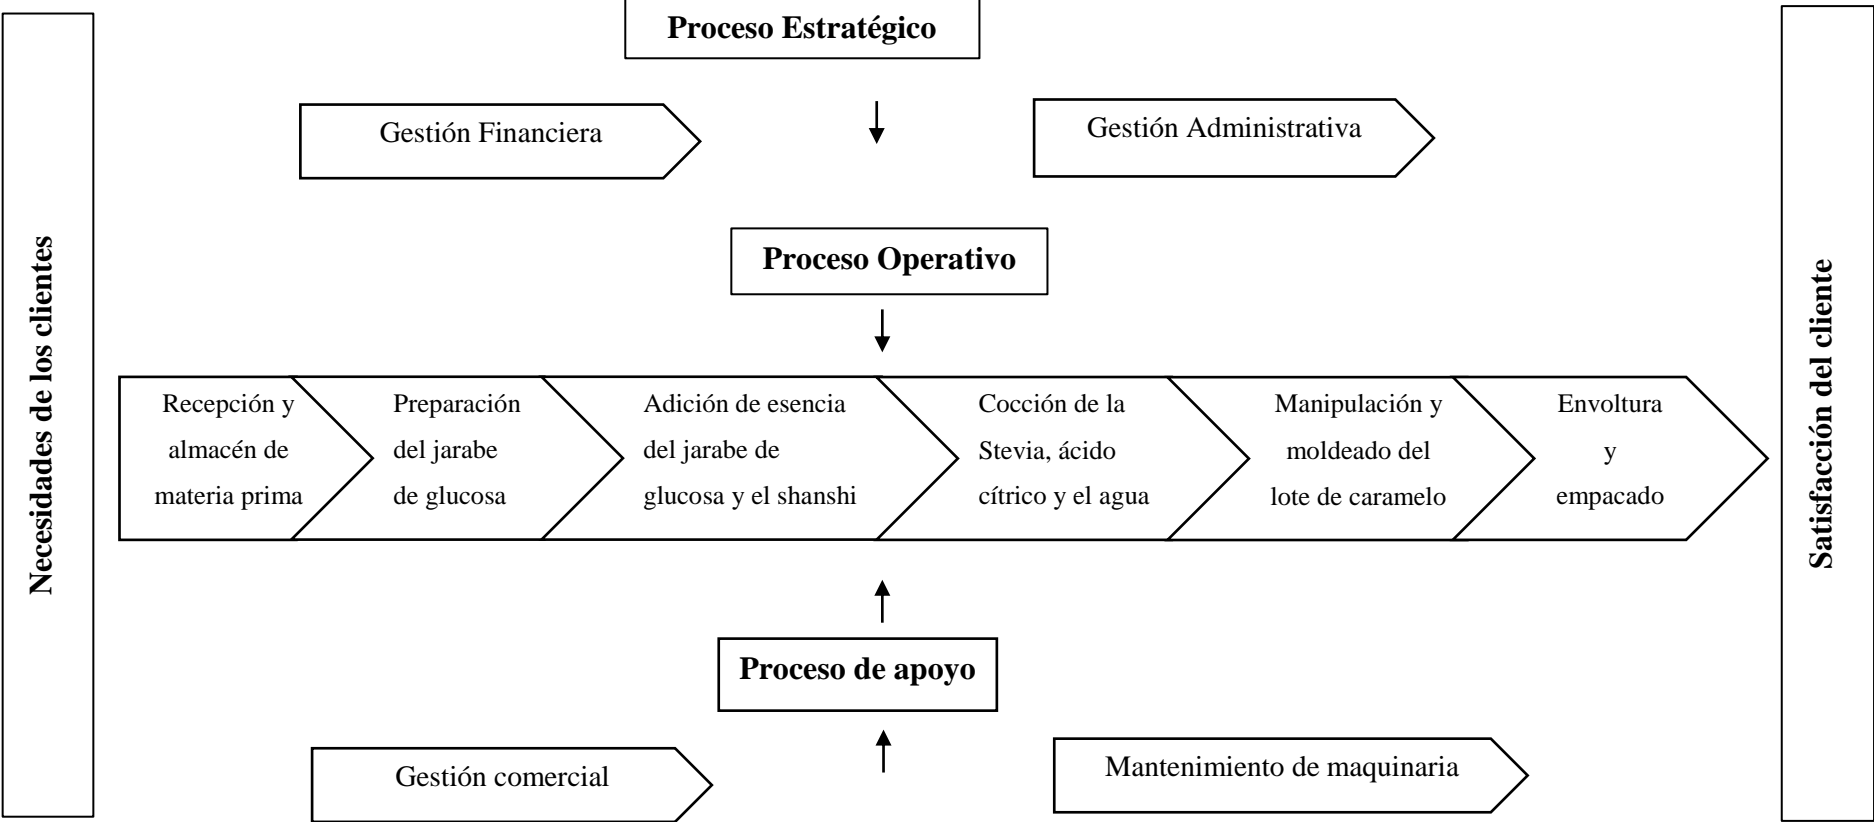 Proceso Estratégico
Gestión Financiera
Gestión Administrativa
Necesidades de los clientes
Proceso Operativo
Satisfacción del cliente
Recepción y
almacén de
materia prima
Preparación
del jarabe
de glucosa
Adición de esencia
del jarabe de
glucosa y el shanshi
Cocción de la
Stevia, ácido
cítrico y el agua
Manipulación y
moldeado del
lote de caramelo
Envoltura
y
empacado
Proceso de apoyo
Gestión comercial
Mantenimiento de maquinaria